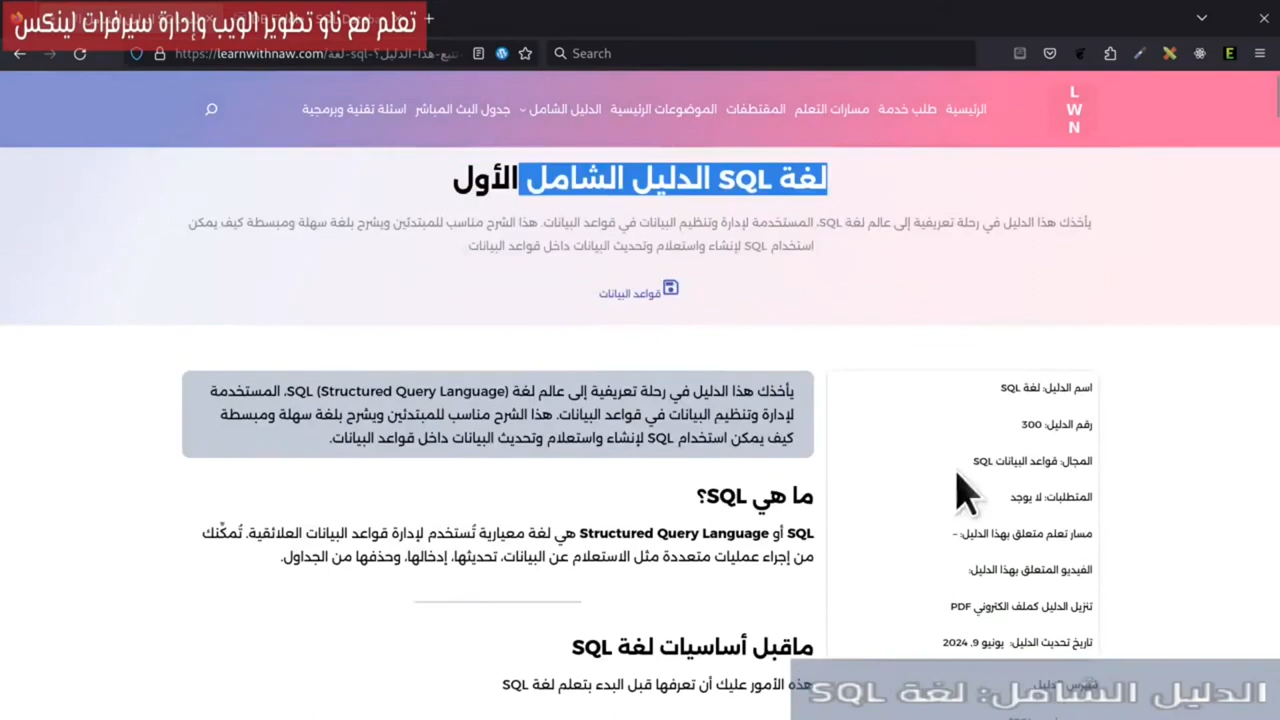 تعلم مع ناو تطوير الويب وإدارة سيرفرات لينكس
https://learnwithnaw.com/لغة-sql-تتبع-هذا-الدليل؟
Search
E
LWN
الرئيسية طلب خدمة مسارات التعلم المقتطفات الموضوعات الرئيسية الدليل الشامل جدول البث المباشر اسئلة تقنية وبرمجية
لغة SQL الدليل الشامل الأول
يأخذك هذا الدليل في رحلة تعريفية إلى عالم لغة SQL، المستخدمة لإدارة وتنظيم البيانات في قواعد البيانات. هذا الشرح مناسب للمبتدئين ويشرح بلغة سهلة ومبسطة كيف يمكن
استخدام SQL لإنشاء واستعلام وتحديث البيانات داخل قواعد البيانات
قواعد البيانات
اسم الدليل: لغة SQL
رقم الدليل: 300
المجال: قواعد البيانات SQL
المتطلبات: لا يوجد
مسار تعلم متعلق بهذا الدليل: –
الفيديو المتعلق بهذا الدليل:
تنزيل الدليل كملف الكتروني PDF
تاريخ تحديث الدليل: يونيو 9, 2024
فهرس الدليل
يأخذك هذا الدليل في رحلة تعريفية إلى عالم لغة SQL (Structured Query Language)، المستخدمة
لإدارة وتنظيم البيانات في قواعد البيانات. هذا الشرح مناسب للمبتدئين ويشرح بلغة سهلة ومبسطة
كيف يمكن استخدام SQL لإنشاء واستعلام وتحديث البيانات داخل قواعد البيانات.
ما هي SQL؟
SQL أو Structured Query Language هي لغة معيارية تُستخدم لإدارة قواعد البيانات العلائقية. تُمكِّنك
من إجراء عمليات متعددة مثل الاستعلام عن البيانات، تحديثها، إدخالها، وحذفها من الجداول.
ماقبل أساسيات لغة SQL
هذه الأمور عليك أن تعرفها قبل البدء بتعلم لغة SQL
الدليل الشامل: لغة SQL